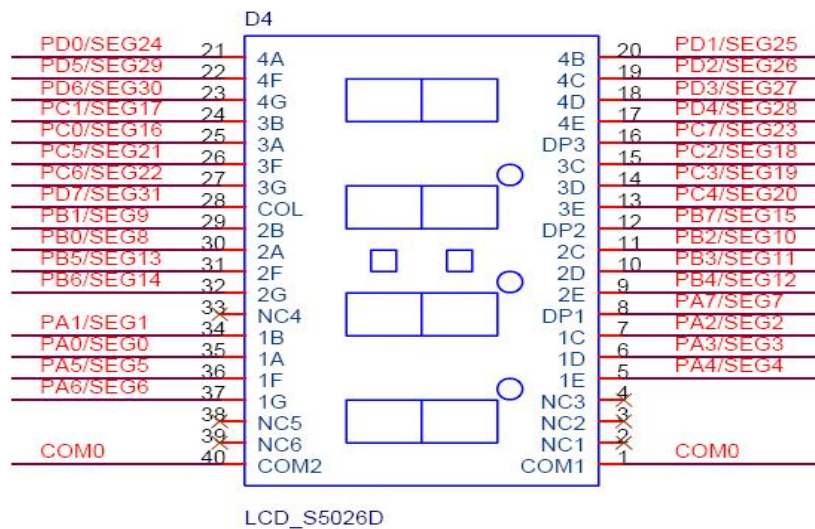 D4
PD0/SEG24 21 4A 4B 20 PD1/SEG25
PD5/SEG29 22 4F 4C 19 PD2/SEG26
PD6/SEG30 23 4G 4D 18 PD3/SEG27
PC1/SEG17 24 3B 4E 17 PD4/SEG28
PC0/SEG16 25 3A DP3 16 PC7/SEG23
PC5/SEG21 26 3F 3C 15 PC2/SEG18
PC6/SEG22 27 3G 3D 14 PC3/SEG19
PD7/SEG31 28 COL 3E 13 PC4/SEG20
PB1/SEG9 29 2B DP2 12 PB7/SEG15
PB0/SEG8 30 2A 2C 11 PB2/SEG10
PB5/SEG13 31 2F 2D 10 PB3/SEG11
PB6/SEG14 32 2G 2E 9 PB4/SEG12
33 NC4 DP1 8 PA7/SEG7
PA1/SEG1 34 1B 1C 7 PA2/SEG2
PA0/SEG0 35 1A 1D 6 PA3/SEG3
PA5/SEG5 36 1F 1E 5 PA4/SEG4
PA6/SEG6 37 1G NC3 4
38 NC5 NC2 3
39 NC6 NC1 2
COM0 40 COM2 COM1 1 COM0
LCD_S5026D